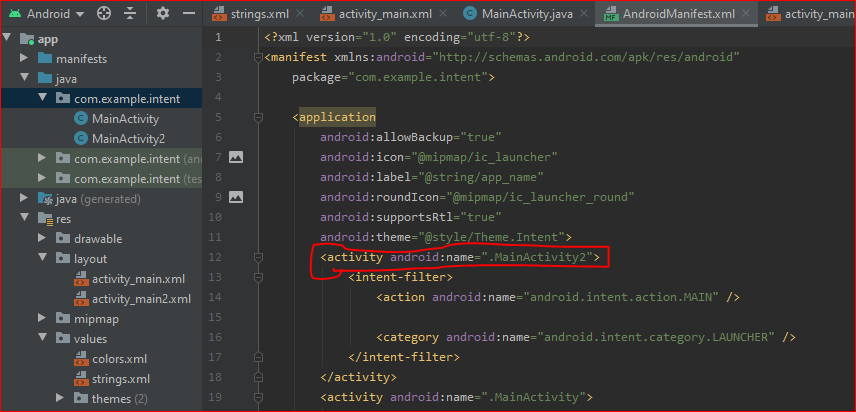 Android
strings.xml
activity_main.xml
MainActivity.java
AndroidManifest.xml
activity_main
app
manifests
java
com.example.intent
MainActivity
MainActivity2
com.example.intent (an
com.example.intent (tes
java (generated)
res
drawable
layout
activity_main.xml
activity_main2.xml
mipmap
values
colors.xml
strings.xml
themes (2)
1 <?xml version="1.0" encoding="utf-8"?>
2 <manifest xmlns:android="http://schemas.android.com/apk/res/android"
3 package="com.example.intent">
4
5 <application
6 android:allowBackup="true"
7 android:icon="@mipmap/ic_launcher"
8 android:label="@string/app_name"
9 android:roundIcon="@mipmap/ic_launcher_round"
10 android:supportsRtl="true"
11 android:theme="@style/Theme.Intent">
12 <activity android:name=".MainActivity2">
13 <intent-filter>
14 <action android:name="android.intent.action.MAIN" />
15
16 <category android:name="android.intent.category.LAUNCHER" />
17 </intent-filter>
18 </activity>
19 <activity android:name=".MainActivity">